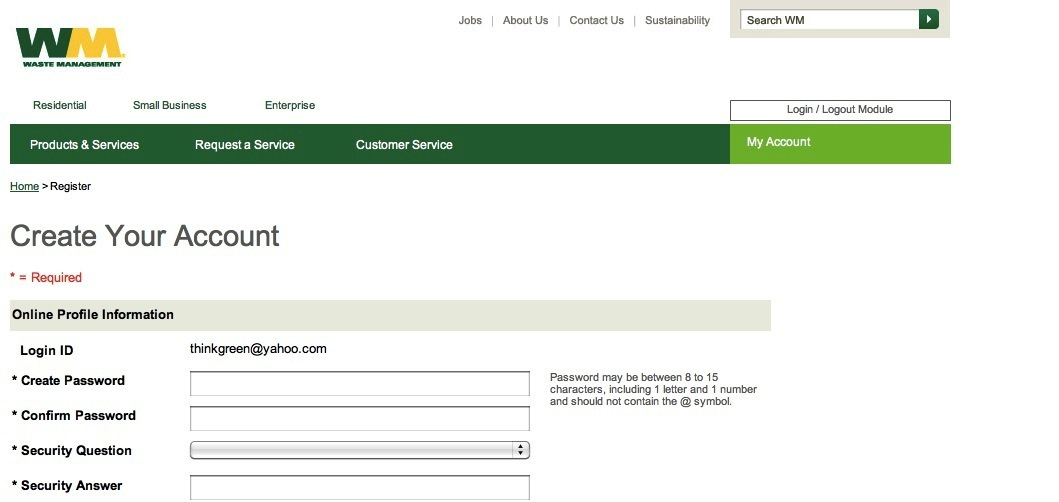 Jobs | About Us | Contact Us | Sustainability
Search WM
WM
WASTE MANAGEMENT
Residential Small Business Enterprise
Login / Logout Module
Products & Services Request a Service Customer Service My Account
Home > Register
Create Your Account
* = Required
Online Profile Information
Login ID thinkgreen@yahoo.com
* Create Password
Password may be between 8 to 15
characters, including 1 letter and 1 number
and should not contain the @ symbol.
* Confirm Password
* Security Question
* Security Answer